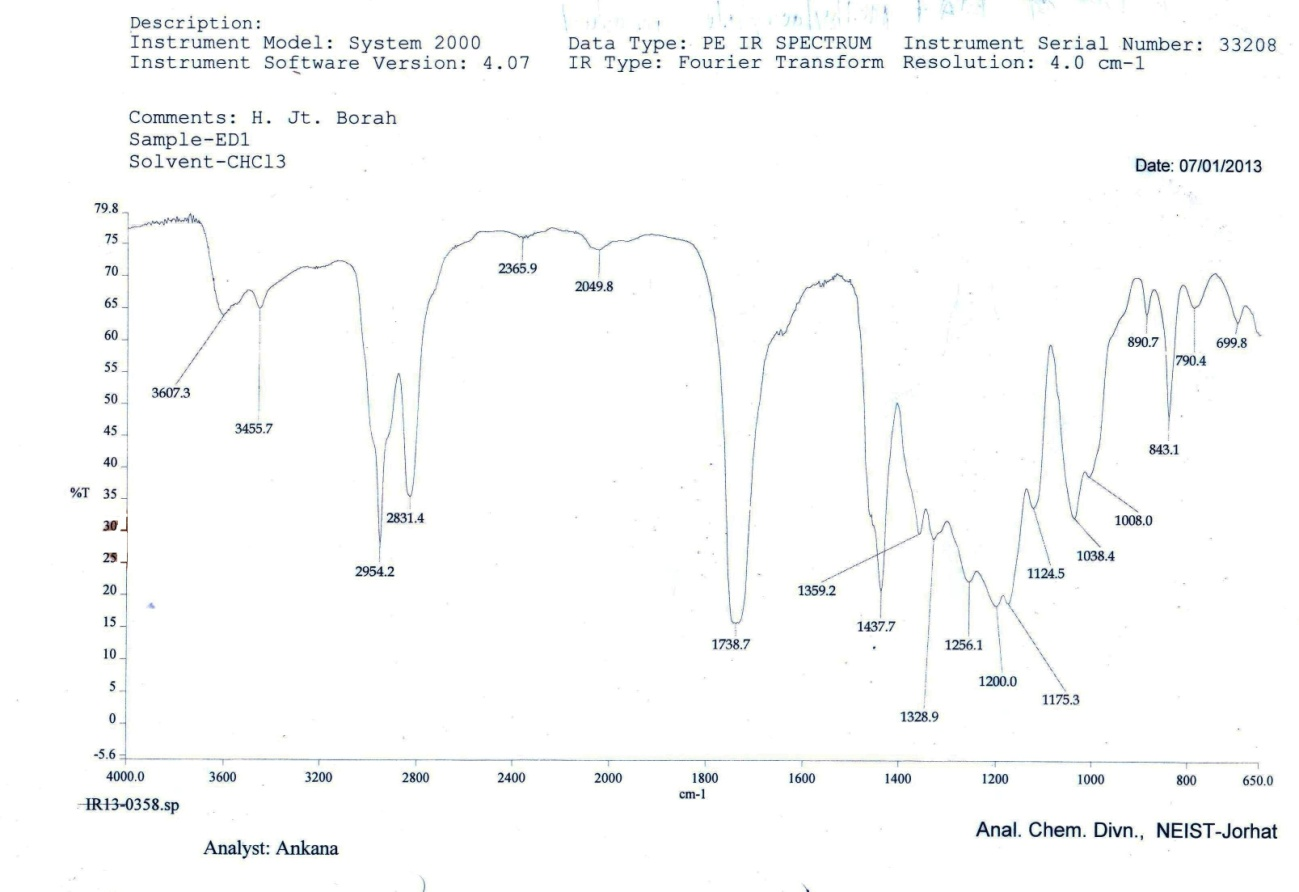 Description:
Instrument Model: System 2000 Data Type: PE IR SPECTRUM Instrument Serial Number: 33208
Instrument Software Version: 4.07 IR Type: Fourier Transform Resolution: 4.0 cm-1
Comments: H. Jt. Borah
Sample-ED1
Solvent-CHCl3
Date: 07/01/2013
79.8
75
70
65
60
55
50
45
40
%T 35
30
25
20
15
10
5
0
-5.6
3607.3
3455.7
2954.2
2831.4
2365.9
2049.8
1738.7
1359.2
1437.7
1328.9
1256.1
1200.0
1175.3
1124.5
1038.4
1008.0
890.7
843.1
790.4
699.8
4000.0 3600 3200 2800 2400 2000 1800 1600 1400 1200 1000 800 650.0
cm-1
IR13-0358.sp
Anal. Chem. Divn., NEIST-Jorhat
Analyst: Ankana